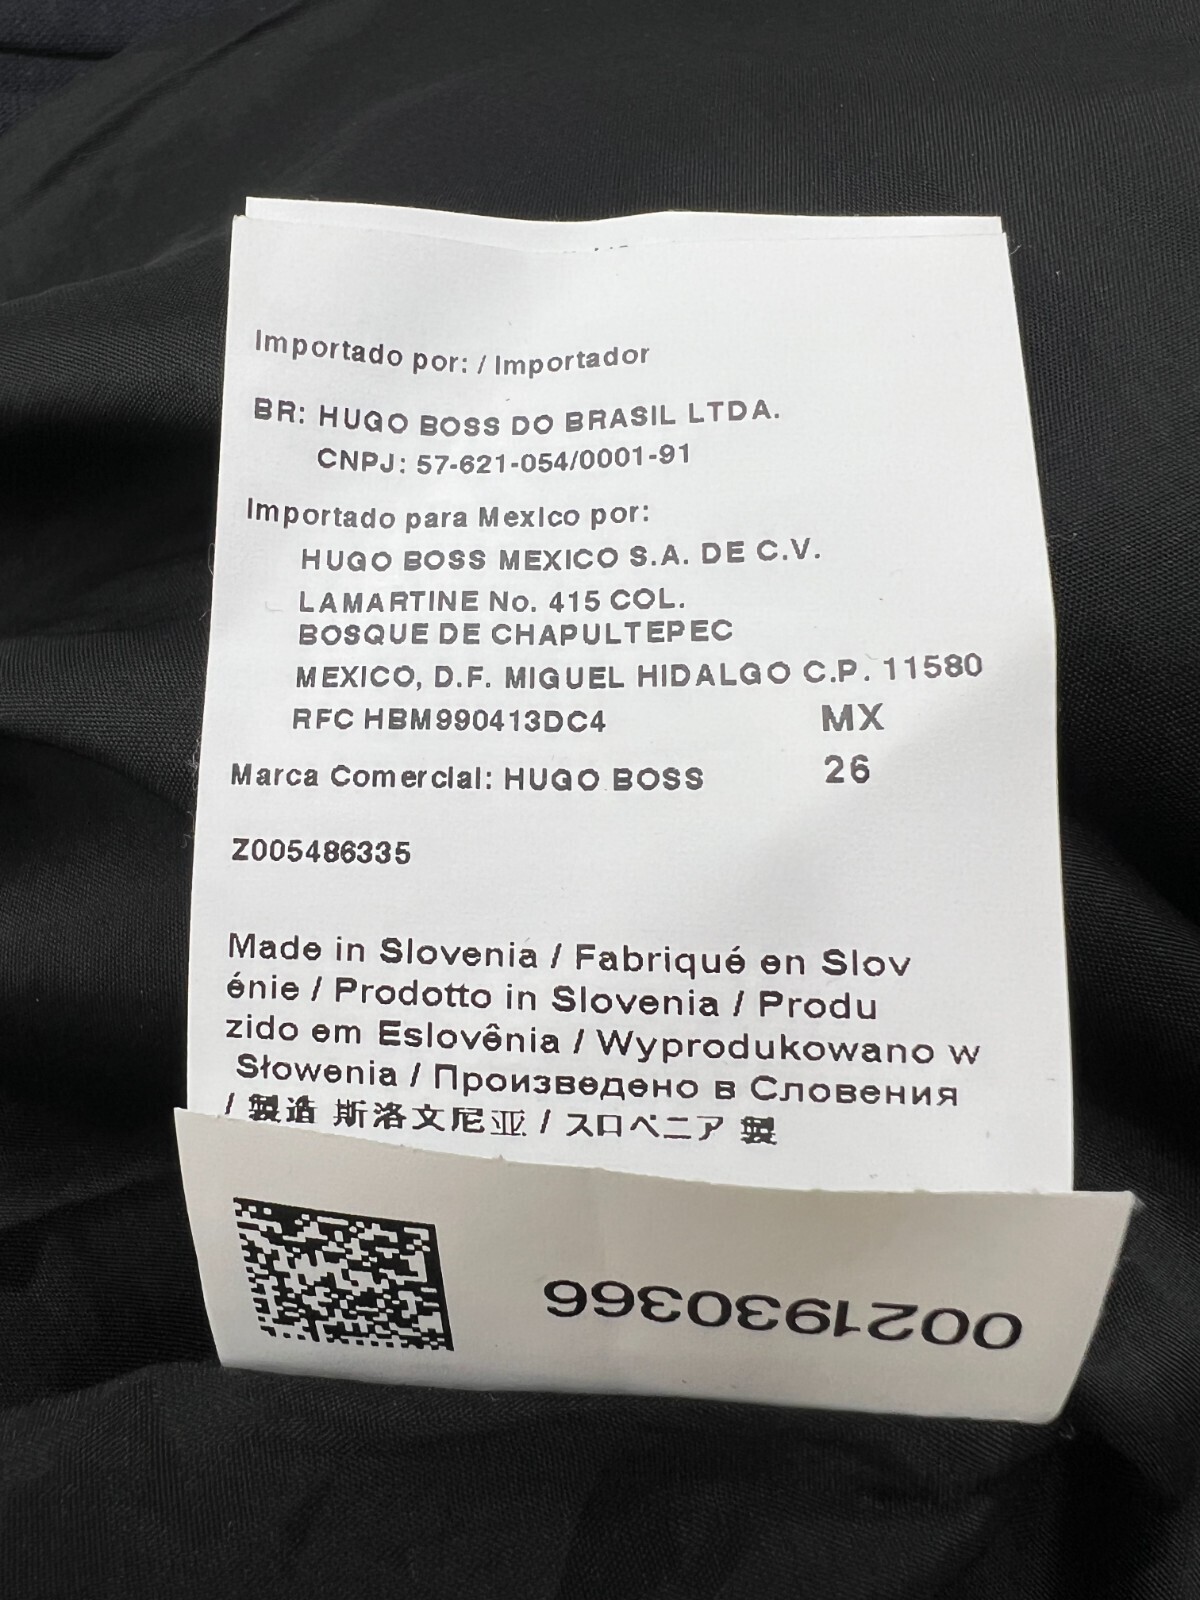 Importado por: / Importador
BR: HUGO BOSS DO BRASIL LTDA.
CNPJ: 57-621-054/0001-91
Importado para Mexico por:
HUGO BOSS MEXICO S.A. DE C.V.
LAMARTINE No. 415 COL.
BOSQUE DE CHAPULTEPEC
MEXICO, D.F. MIGUEL HIDALGO C.P. 11580
RFC HBM990413DC4 MX
Marca Comercial: HUGO BOSS 26
Z005486335
Made in Slovenia / Fabriqué en Slov
énie / Prodotto in Slovenia / Produ
zido em Eslovênia / Wyprodukowano w
Słowenia / Произведено в Словения
/ 製造 斯洛文尼亚 / スロベニア 製
0021930366